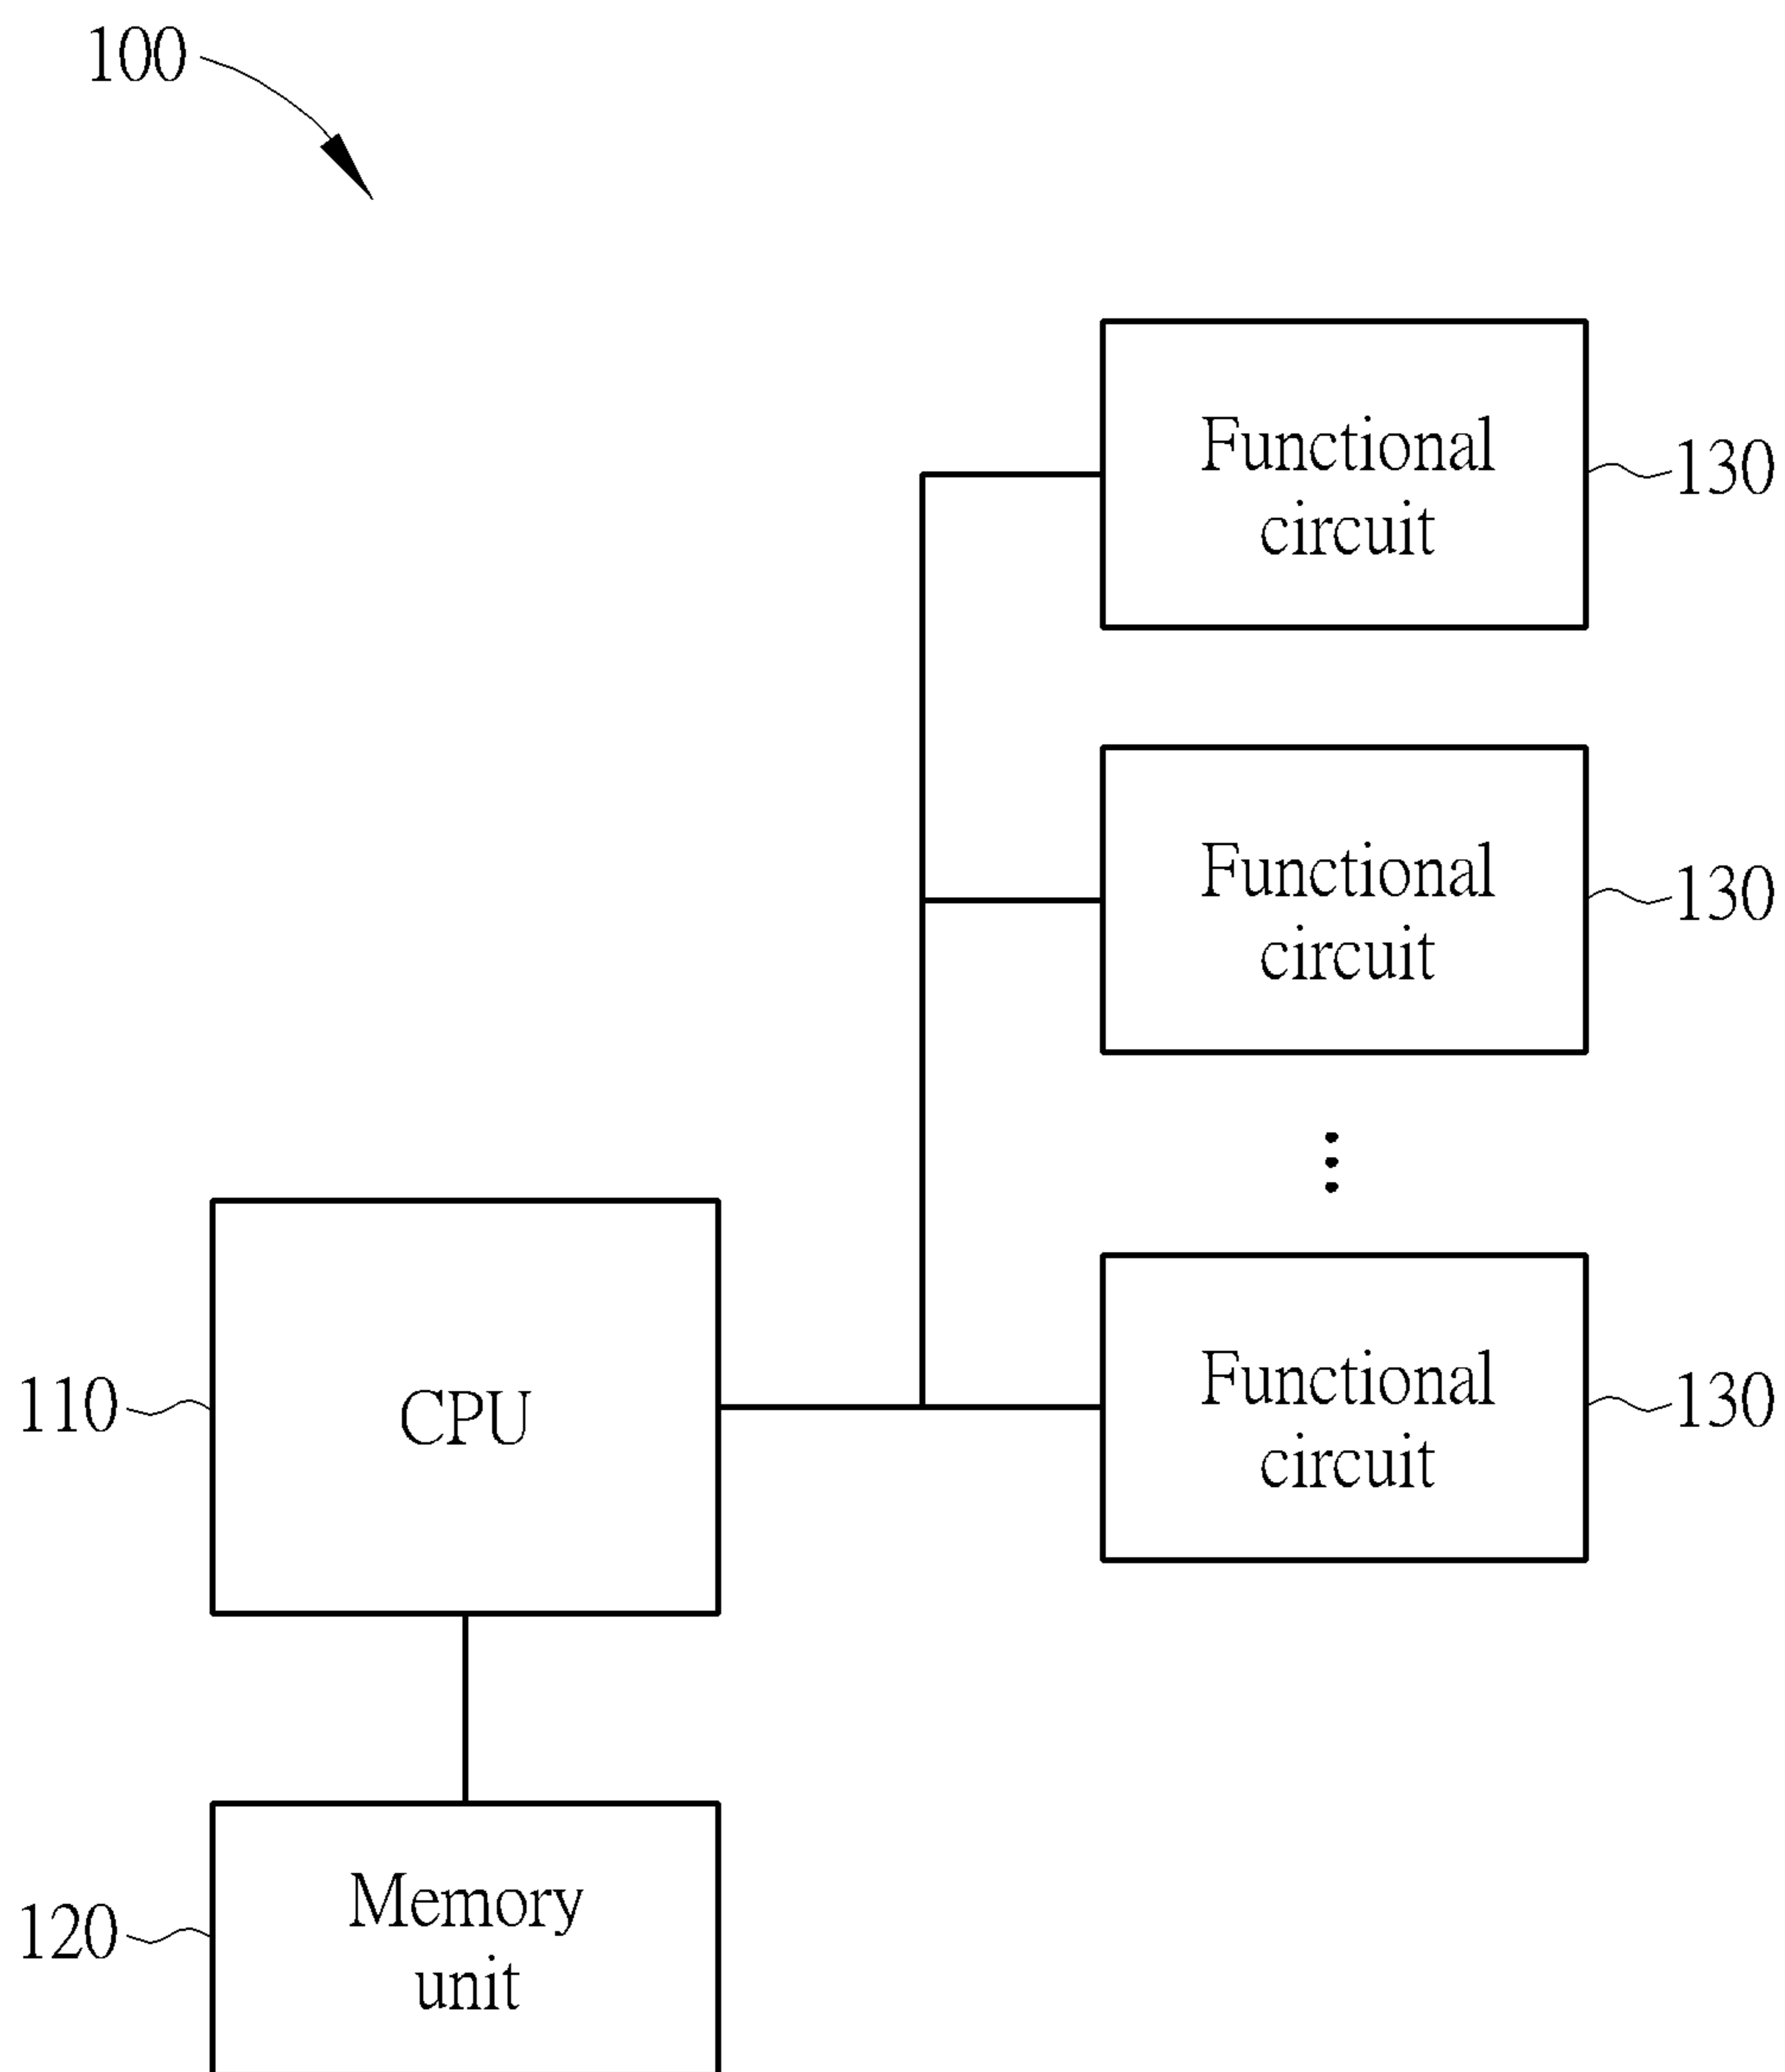 100
Functional
circuit
130
Functional
circuit
130
110
CPU
Functional
circuit
130
120
Memory
unit